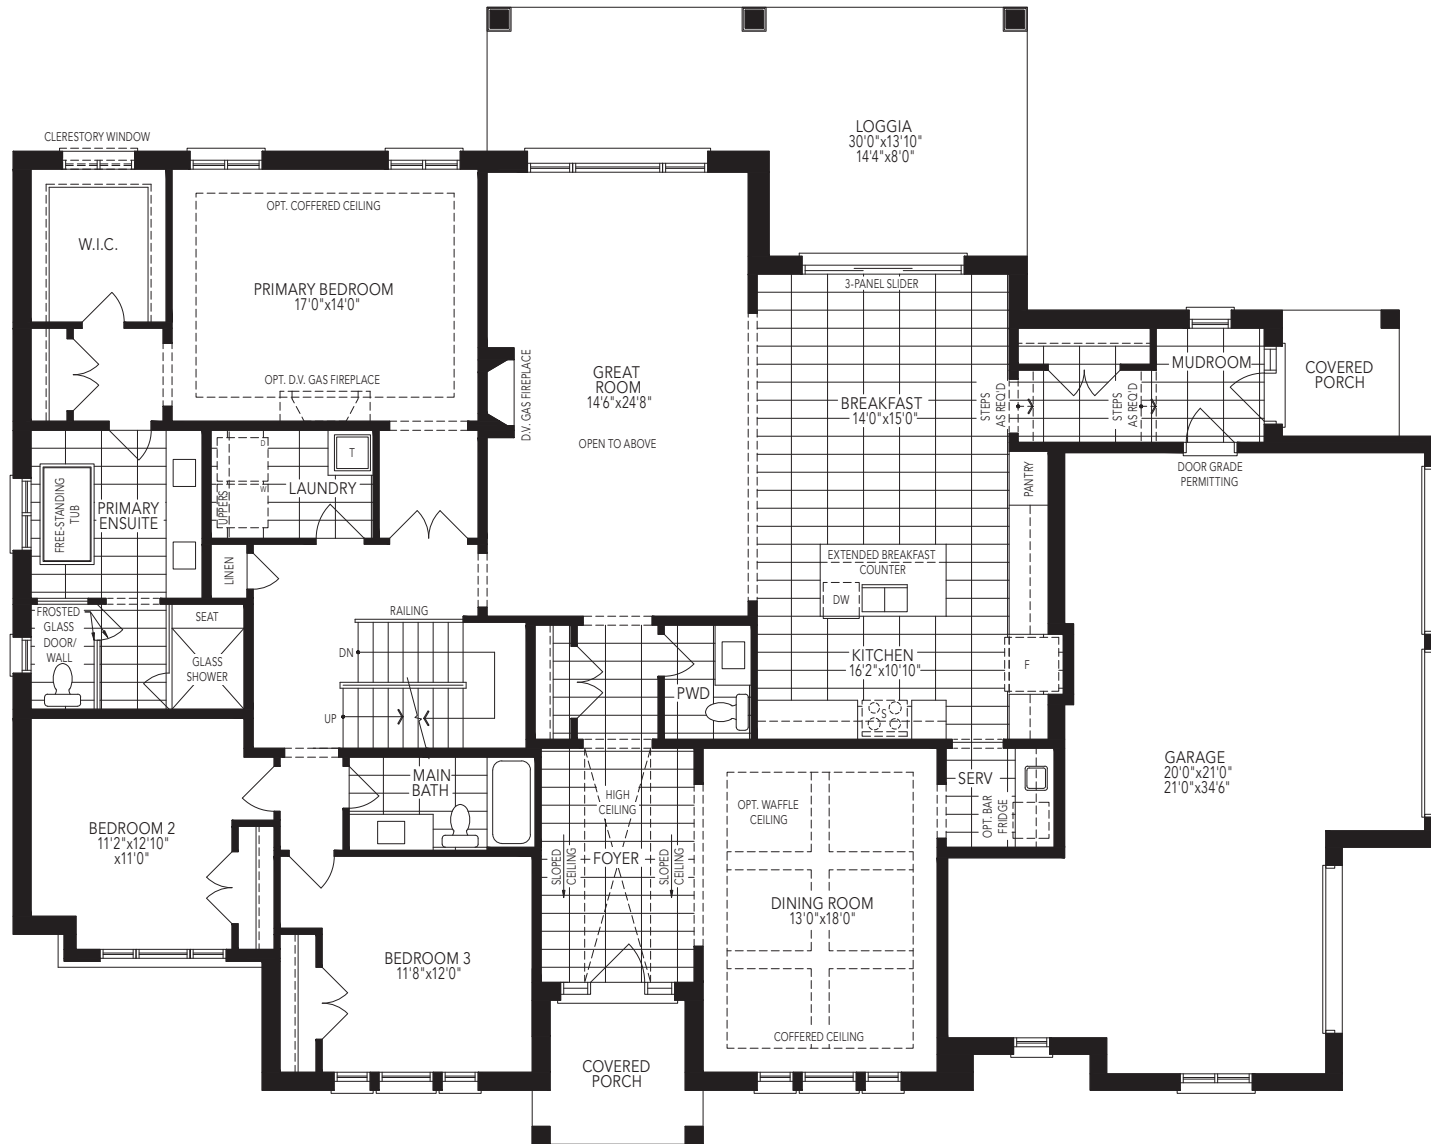 LOGGIA
30'0"x13'10"
14'4"x8'0"
CLERESTORY WINDOW
W.I.C.
OPT. COFFERED CEILING
PRIMARY BEDROOM
17'0"x14'0"
OPT. D.V. GAS FIREPLACE
D.V. GAS FIREPLACE
GREAT
ROOM
14'6"x24'8"
OPEN TO ABOVE
3-PANEL SLIDER
BREAKFAST
14'0"x15'0"
STEPS
AS REQ'D
STEPS
AS REQ'D
MUDROOM
COVERED
PORCH
DOOR GRADE
PERMITTING
PANTRY
FREE-STANDING
TUB
PRIMARY
ENSUITE
UPPERS
D
W
LAUNDRY
T
LINEN
EXTENDED BREAKFAST
COUNTER
DW
KITCHEN
16'2"x10'10"
F
S
FROSTED
GLASS
DOOR/
WALL
SEAT
GLASS
SHOWER
RAILING
DN
UP
PWD
GARAGE
20'0"x21'0"
21'0"x34'6"
SERV
OPT. BAR
FRIDGE
MAIN
BATH
HIGH
CEILING
SLOPED
CEILING
FOYER
SLOPED
CEILING
OPT. WAFFLE
CEILING
DINING ROOM
13'0"x18'0"
COFFERED CEILING
BEDROOM 2
11'2"x12'10"
x11'0"
BEDROOM 3
11'8"x12'0"
COVERED
PORCH